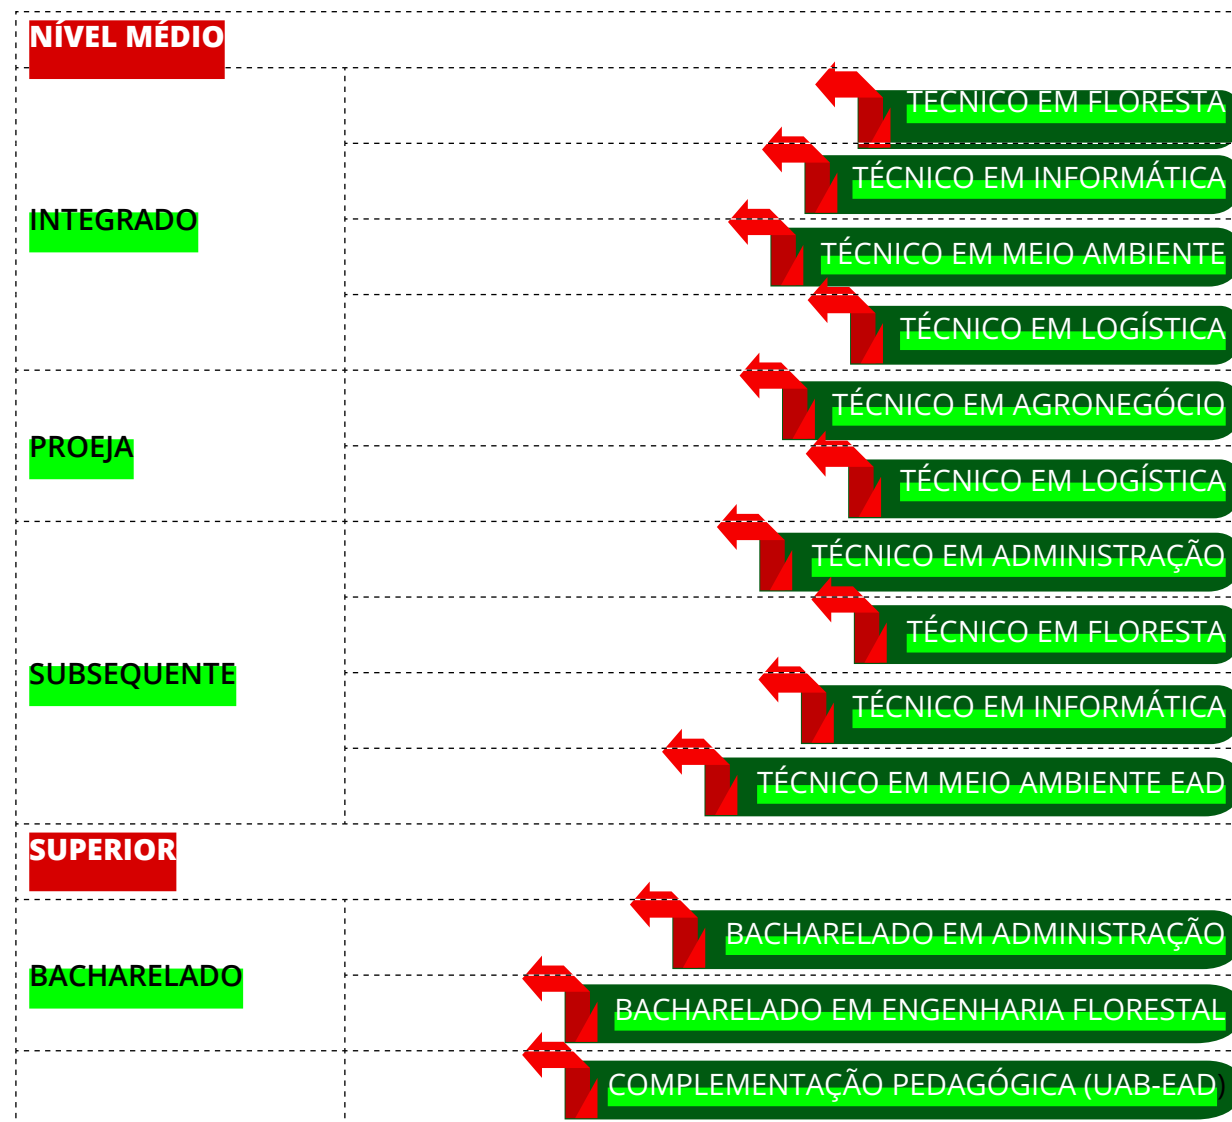 NÍVEL MÉDIO
INTEGRADO
TÉCNICO EM FLORESTA
TÉCNICO EM INFORMÁTICA
TÉCNICO EM MEIO AMBIENTE
TÉCNICO EM LOGÍSTICA
PROEJA
TÉCNICO EM AGRONEGÓCIO
TÉCNICO EM LOGÍSTICA
SUBSEQUENTE
TÉCNICO EM ADMINISTRAÇÃO
TÉCNICO EM FLORESTA
TÉCNICO EM INFORMÁTICA
TÉCNICO EM MEIO AMBIENTE EAD
SUPERIOR
BACHARELADO
BACHARELADO EM ADMINISTRAÇÃO
BACHARELADO EM ENGENHARIA FLORESTAL
COMPLEMENTAÇÃO PEDAGÓGICA (UAB-EAD)